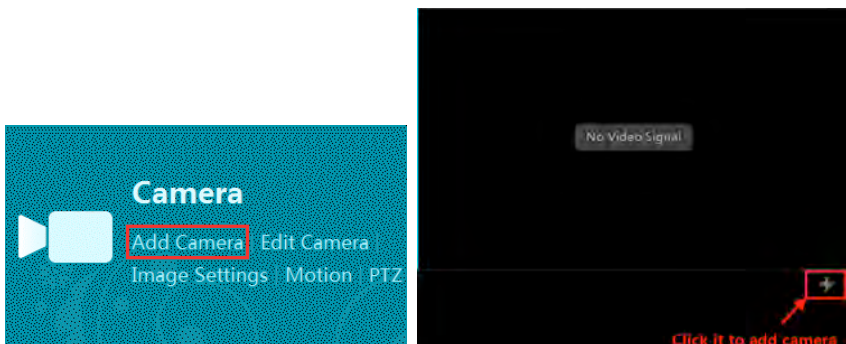 Camera
Add Camera | Edit Camera |
Image Settings | Motion | PTZ
No Video Signal
Click it to add camera